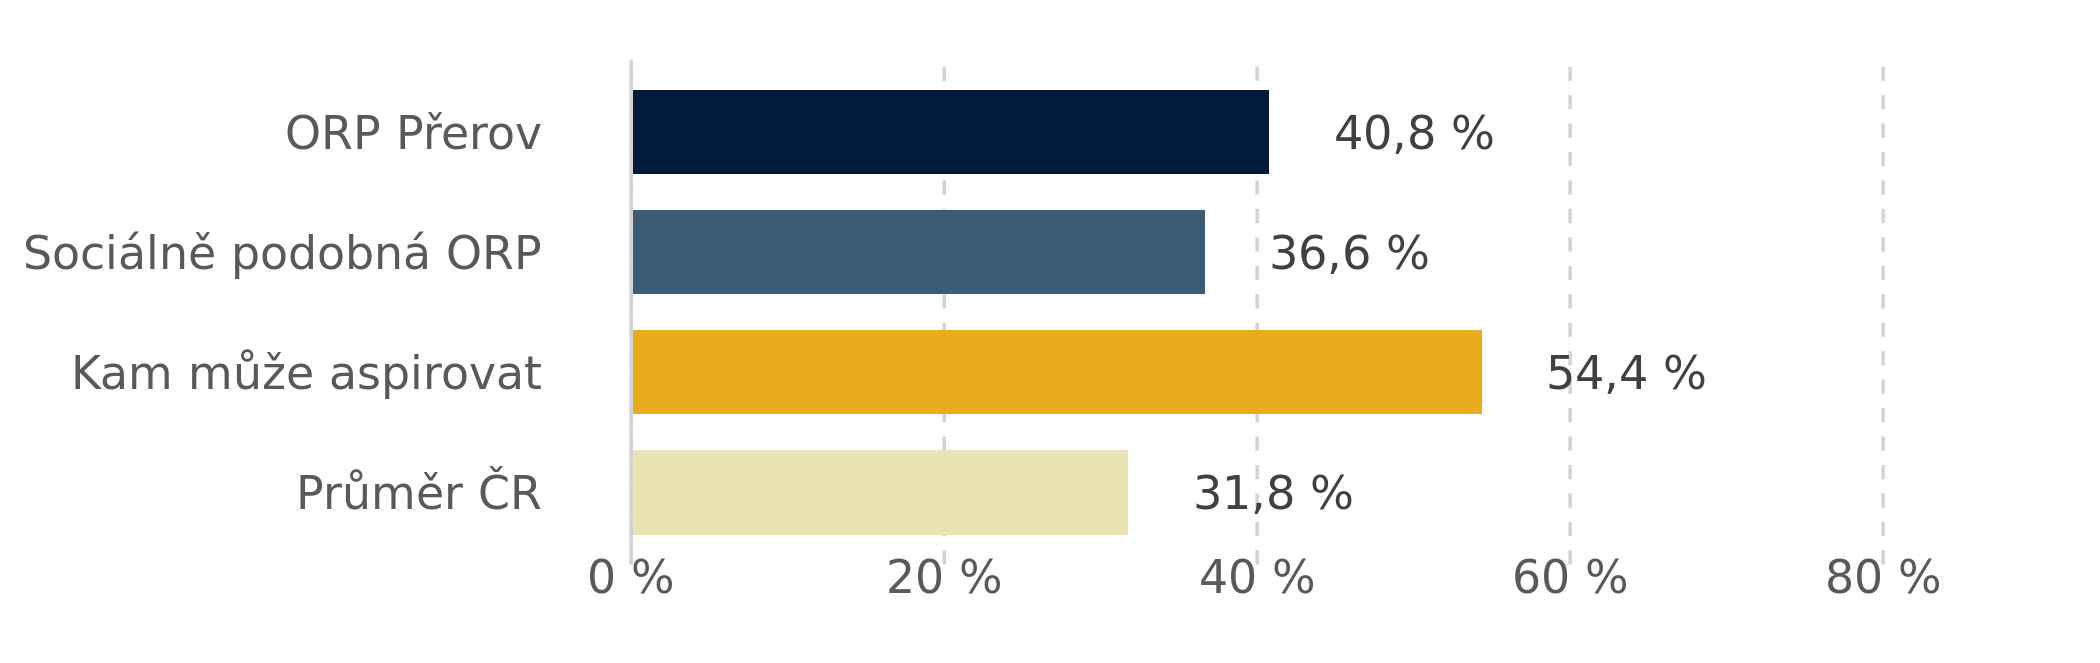 ORP Přerov 40,8 %
Sociálně podobná ORP 36,6 %
Kam může aspirovat 54,4 %
Průměr ČR 31,8 %
0 % 20 % 40 % 60 % 80 %